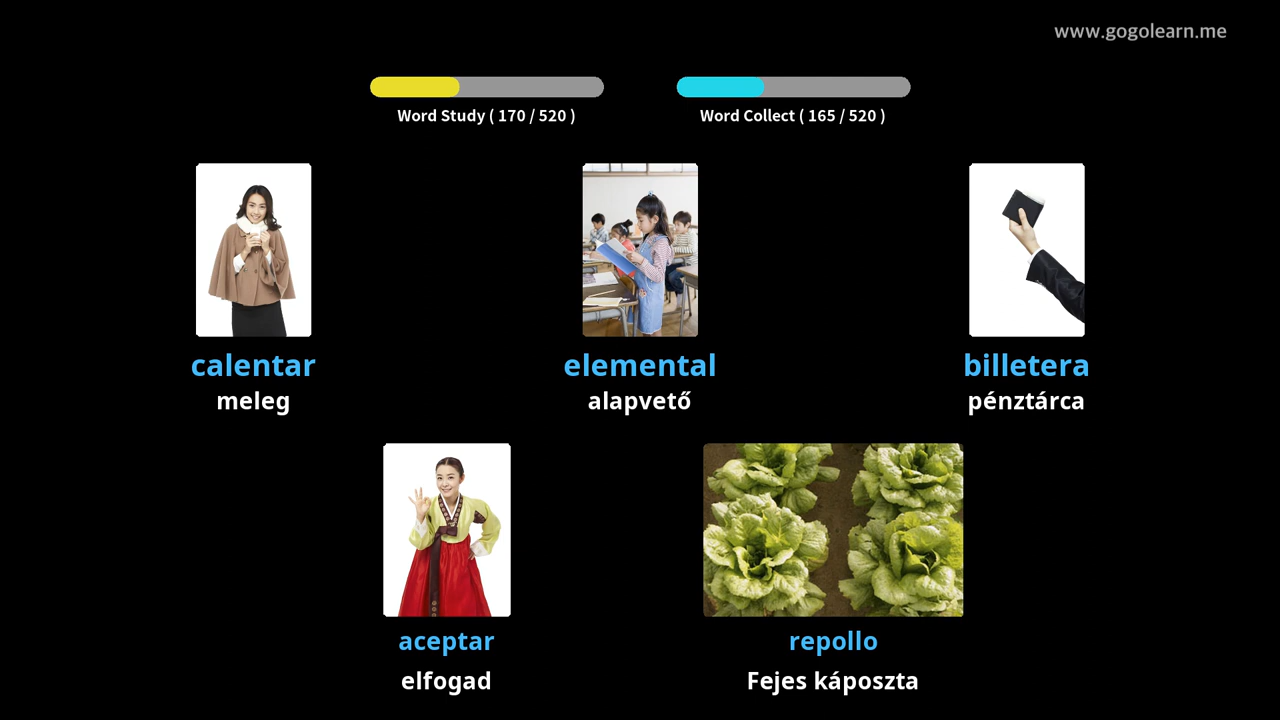 www.gogolearn.me
Word Study ( 170 / 520 )
Word Collect ( 165 / 520 )
calentar
meleg
elemental
alapvető
billetera
pénztárca
aceptar
elfogad
repollo
Fejes káposzta